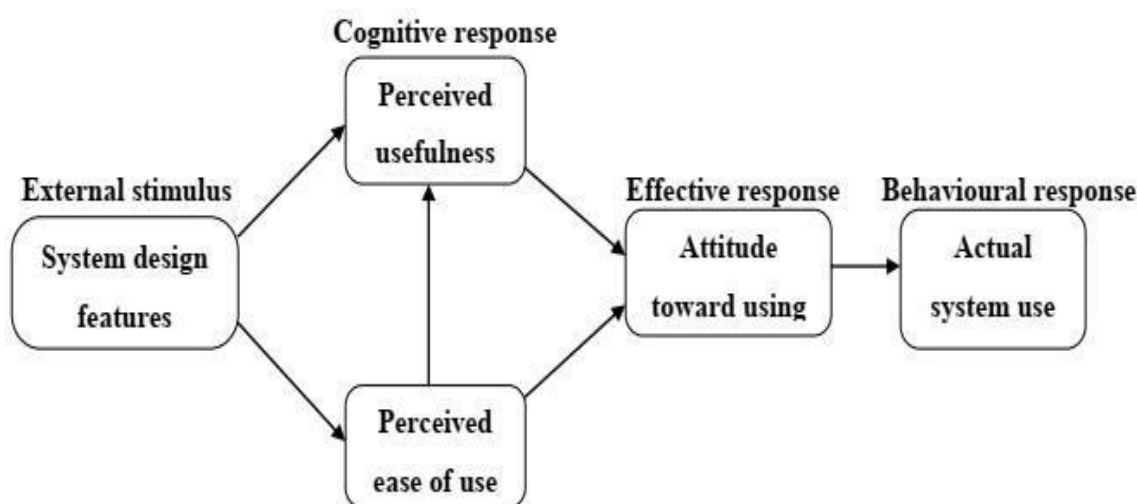 Cognitive response
Perceived
usefulness
External stimulus
System design
features
Effective response
Attitude
toward using
Behavioural response
Actual
system use
Perceived
ease of use